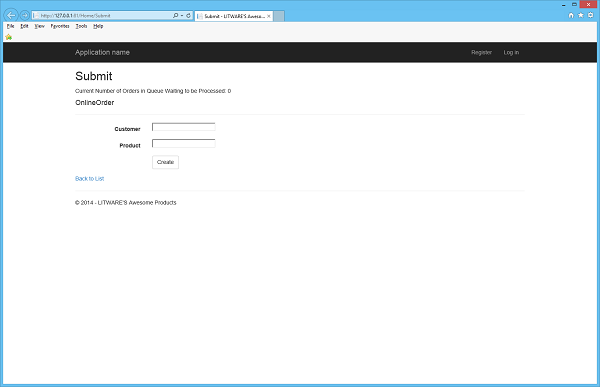 http://127.0.0.1:81/Home/Submit
Submit - LITWARE'S Aweso...
File Edit View Favorites Tools Help
Application name Register Log in
Submit
Current Number of Orders In Queue Waiting to be Processed: 0
OnlineOrder
Customer
Product
Create
Back to List
© 2014 - LITWARE'S Awesome Products